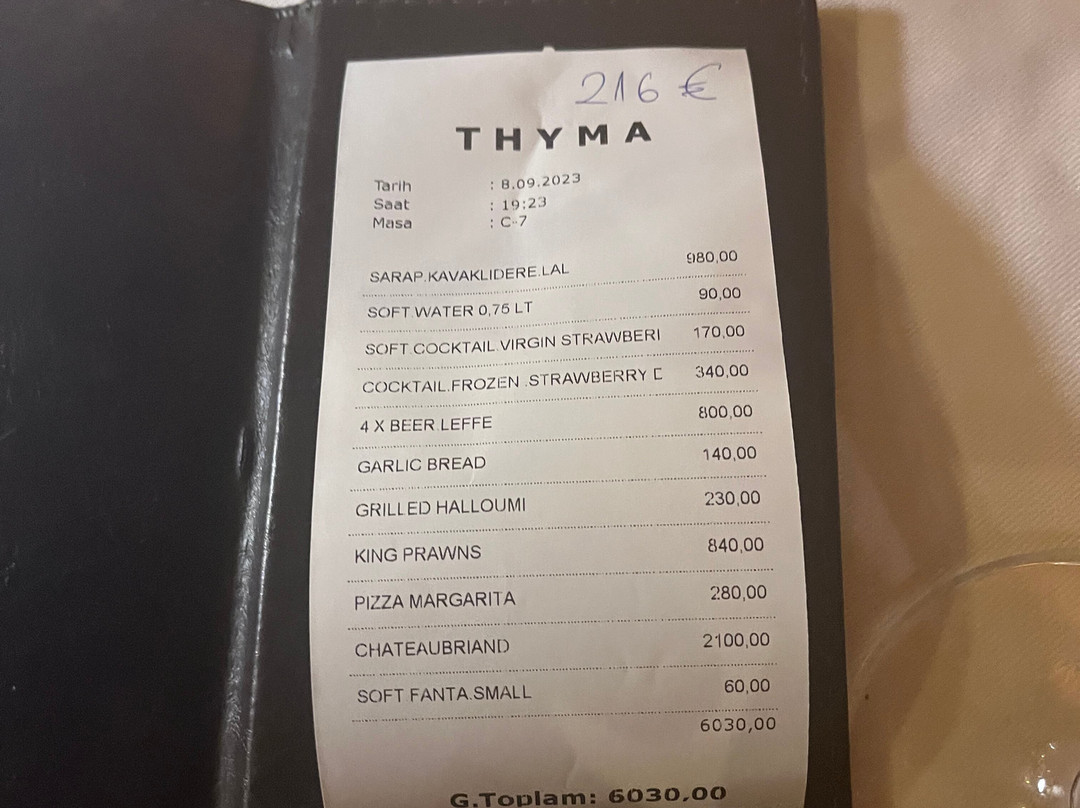 216 €
THYMA
Tarih : 8.09.2023
Saat : 19:23
Masa : C-7
SARAP.KAVAKLIDERE.LAL 980,00
SOFT.WATER 0,75 LT 90,00
SOFT.COCKTAIL.VIRGIN STRAWBERI 170,00
COCKTAIL.FROZEN .STRAWBERRY D 340,00
4 X BEER.LEFFE 800,00
GARLIC BREAD 140,00
GRILLED HALLOUMI 230,00
KING PRAWNS 840,00
PIZZA MARGARITA 280,00
CHATEAUBRIAND 2100,00
SOFT FANTA.SMALL 60,00
6030,00
G.Toplam: 6030,00